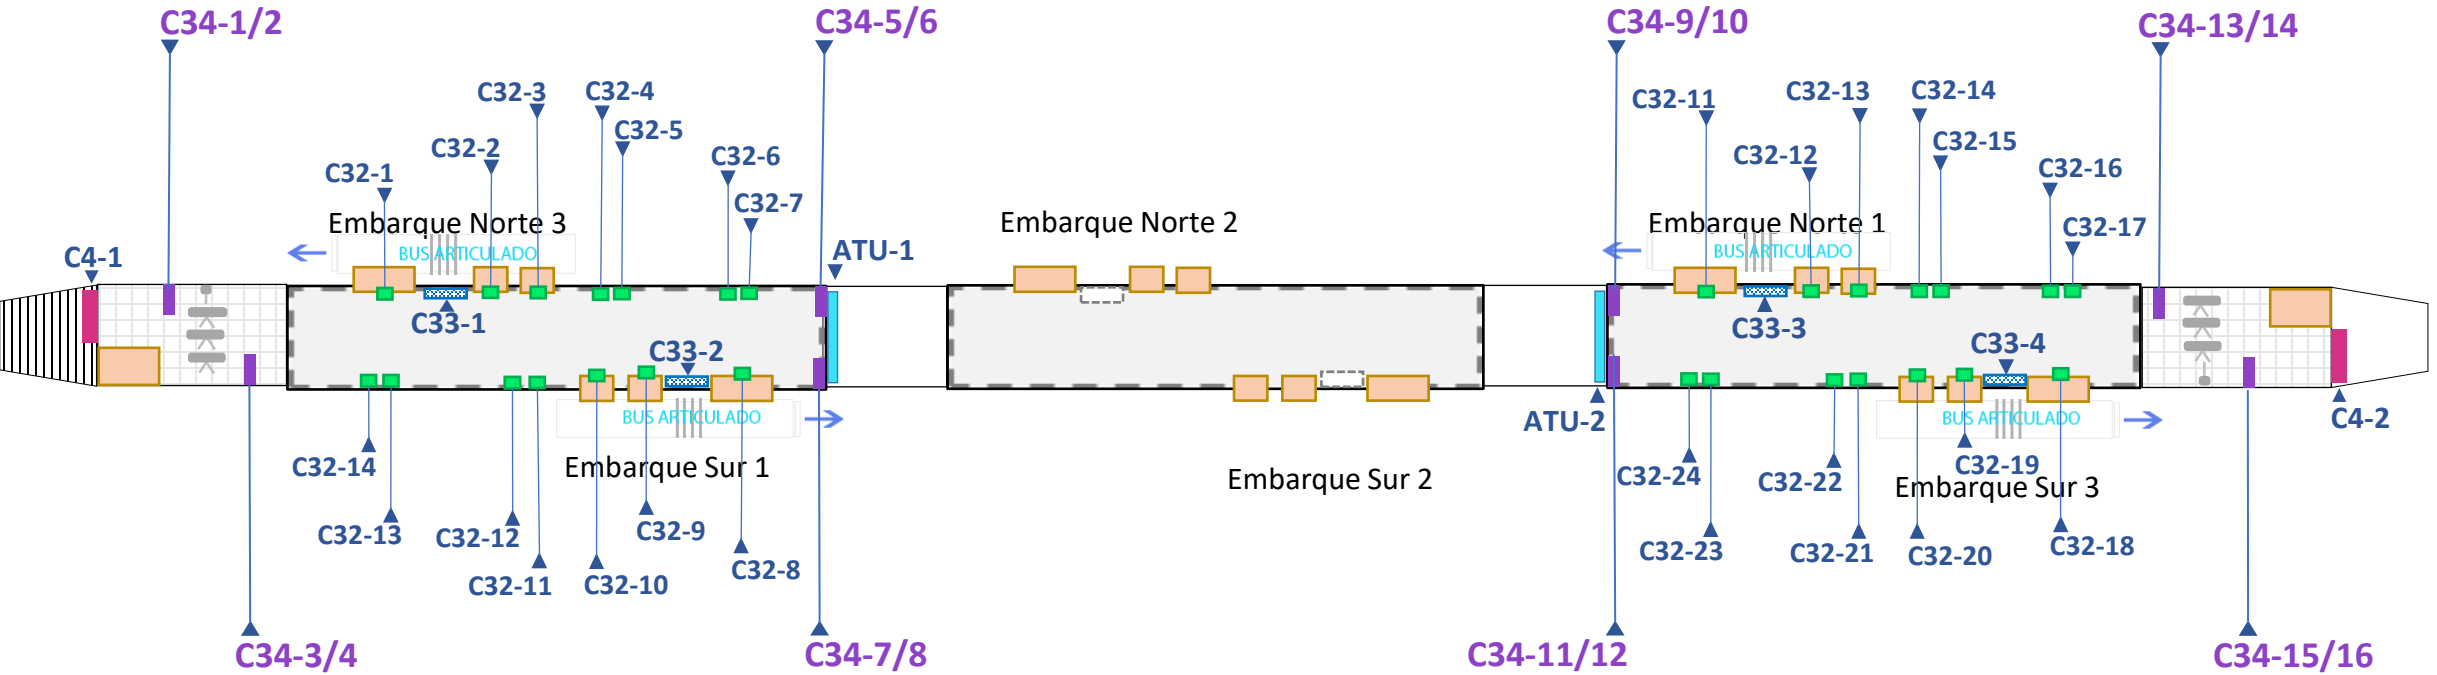 C34-1/2
C34-5/6
C34-9/10
C34-13/14
C32-3
C32-4
C32-5
C32-2
C32-6
C32-1
C32-7
C32-11
C32-13
C32-14
C32-15
C32-12
C32-16
C32-17
Embarque Norte 3
Embarque Norte 2
Embarque Norte 1
BUS ARTICULADO
BUS ARTICULADO
C4-1
ATU-1
C33-1
C33-2
C33-3
C33-4
BUS ARTICULADO
BUS ARTICULADO
ATU-2
C4-2
C32-14
Embarque Sur 1
Embarque Sur 2
C32-24
C32-22
C32-19
Embarque Sur 3
C32-13
C32-12
C32-9
C32-11
C32-10
C32-8
C32-23
C32-21
C32-20
C32-18
C34-3/4
C34-7/8
C34-11/12
C34-15/16